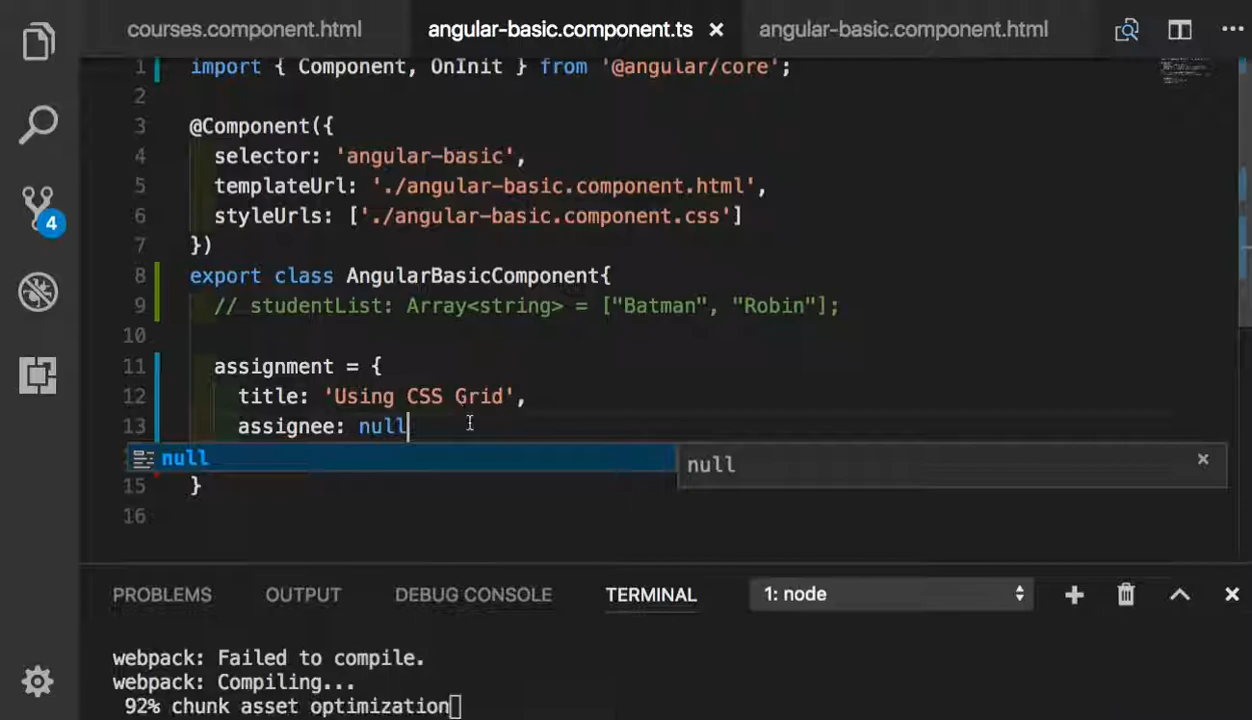 courses.component.html angular-basic.component.ts × angular-basic.component.html ...
1 import { Component, OnInit } from '@angular/core';
2
3 @Component({
4 selector: 'angular-basic',
5 templateUrl: './angular-basic.component.html',
6 styleUrls: ['./angular-basic.component.css']
7 })
8 export class AngularBasicComponent{
9 // studentList: Array<string> = ["Batman", "Robin"];
10
11 assignment = {
12 title: 'Using CSS Grid',
13 assignee: null
null null ×
15 }
16
4
PROBLEMS OUTPUT DEBUG CONSOLE TERMINAL 1: node
webpack: Failed to compile.
webpack: Compiling...
92% chunk asset optimization